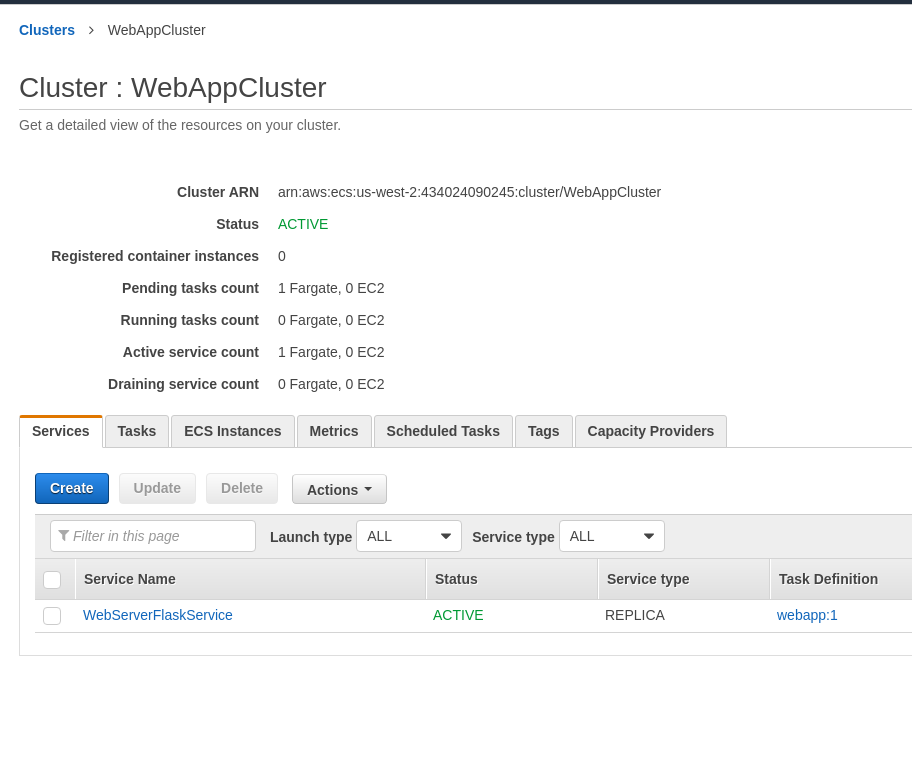 Clusters > WebAppCluster
Cluster : WebAppCluster
Get a detailed view of the resources on your cluster.
Cluster ARN arn:aws:ecs:us-west-2:434024090245:cluster/WebAppCluster
Status ACTIVE
Registered container instances 0
Pending tasks count 1 Fargate, 0 EC2
Running tasks count 0 Fargate, 0 EC2
Active service count 1 Fargate, 0 EC2
Draining service count 0 Fargate, 0 EC2
Services Tasks ECS Instances Metrics Scheduled Tasks Tags Capacity Providers
Create Update Delete Actions
Filter in this page Launch type ALL Service type ALL
Service Name Status Service type Task Definition
WebServerFlaskService ACTIVE REPLICA webapp:1